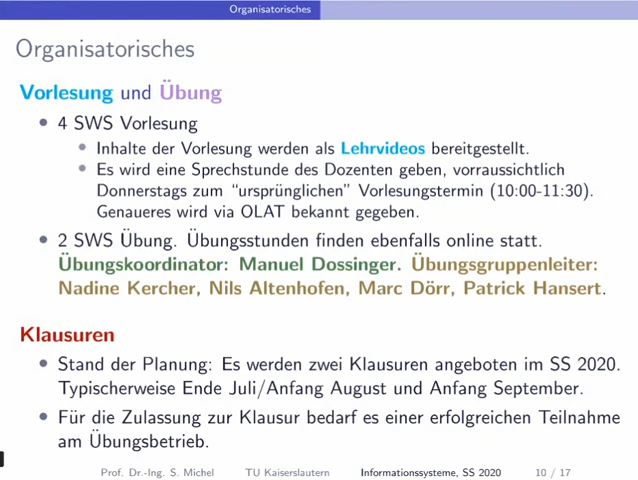 Organisatorisches
Organisatorisches
Vorlesung und Übung
• 4 SWS Vorlesung
• Inhalte der Vorlesung werden als Lehrvideos bereitgestellt.
• Es wird eine Sprechstunde des Dozenten geben, vorraussichtlich
Donnerstags zum “ursprünglichen” Vorlesungstermin (10:00-11:30).
Genaueres wird via OLAT bekannt gegeben.
• 2 SWS Übung. Übungsstunden finden ebenfalls online statt.
Übungskoordinator: Manuel Dossinger. Übungsgruppenleiter:
Nadine Kercher, Nils Altenhofen, Marc Dörr, Patrick Hansert.
Klausuren
• Stand der Planung: Es werden zwei Klausuren angeboten im SS 2020.
Typischerweise Ende Juli/Anfang August und Anfang September.
• Für die Zulassung zur Klausur bedarf es einer erfolgreichen Teilnahme
am Übungsbetrieb.
Prof. Dr.-Ing. S. Michel TU Kaiserslautern Informationssysteme, SS 2020 10 / 17